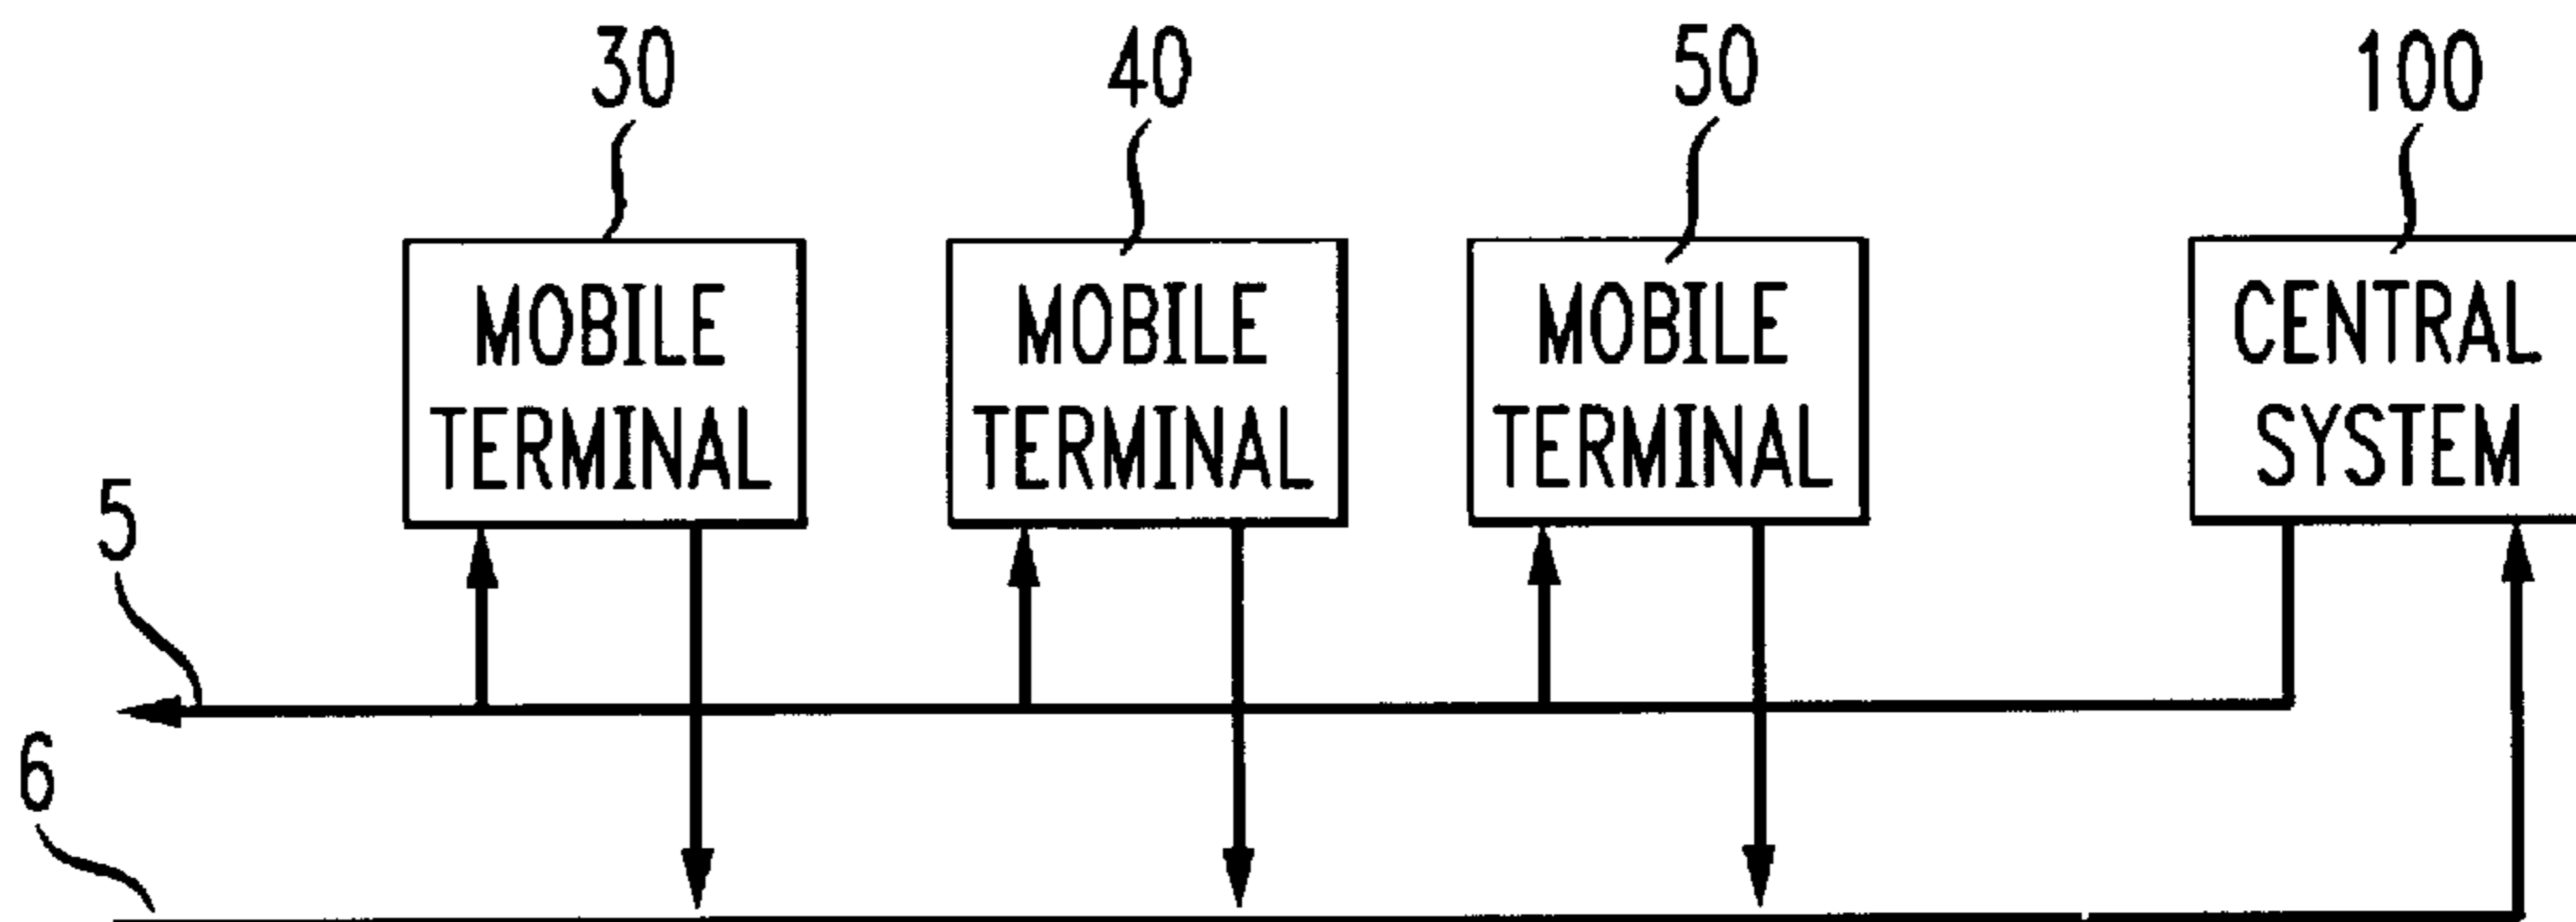 30
40
50
100
MOBILE
TERMINAL
MOBILE
TERMINAL
MOBILE
TERMINAL
CENTRAL
SYSTEM
5
6